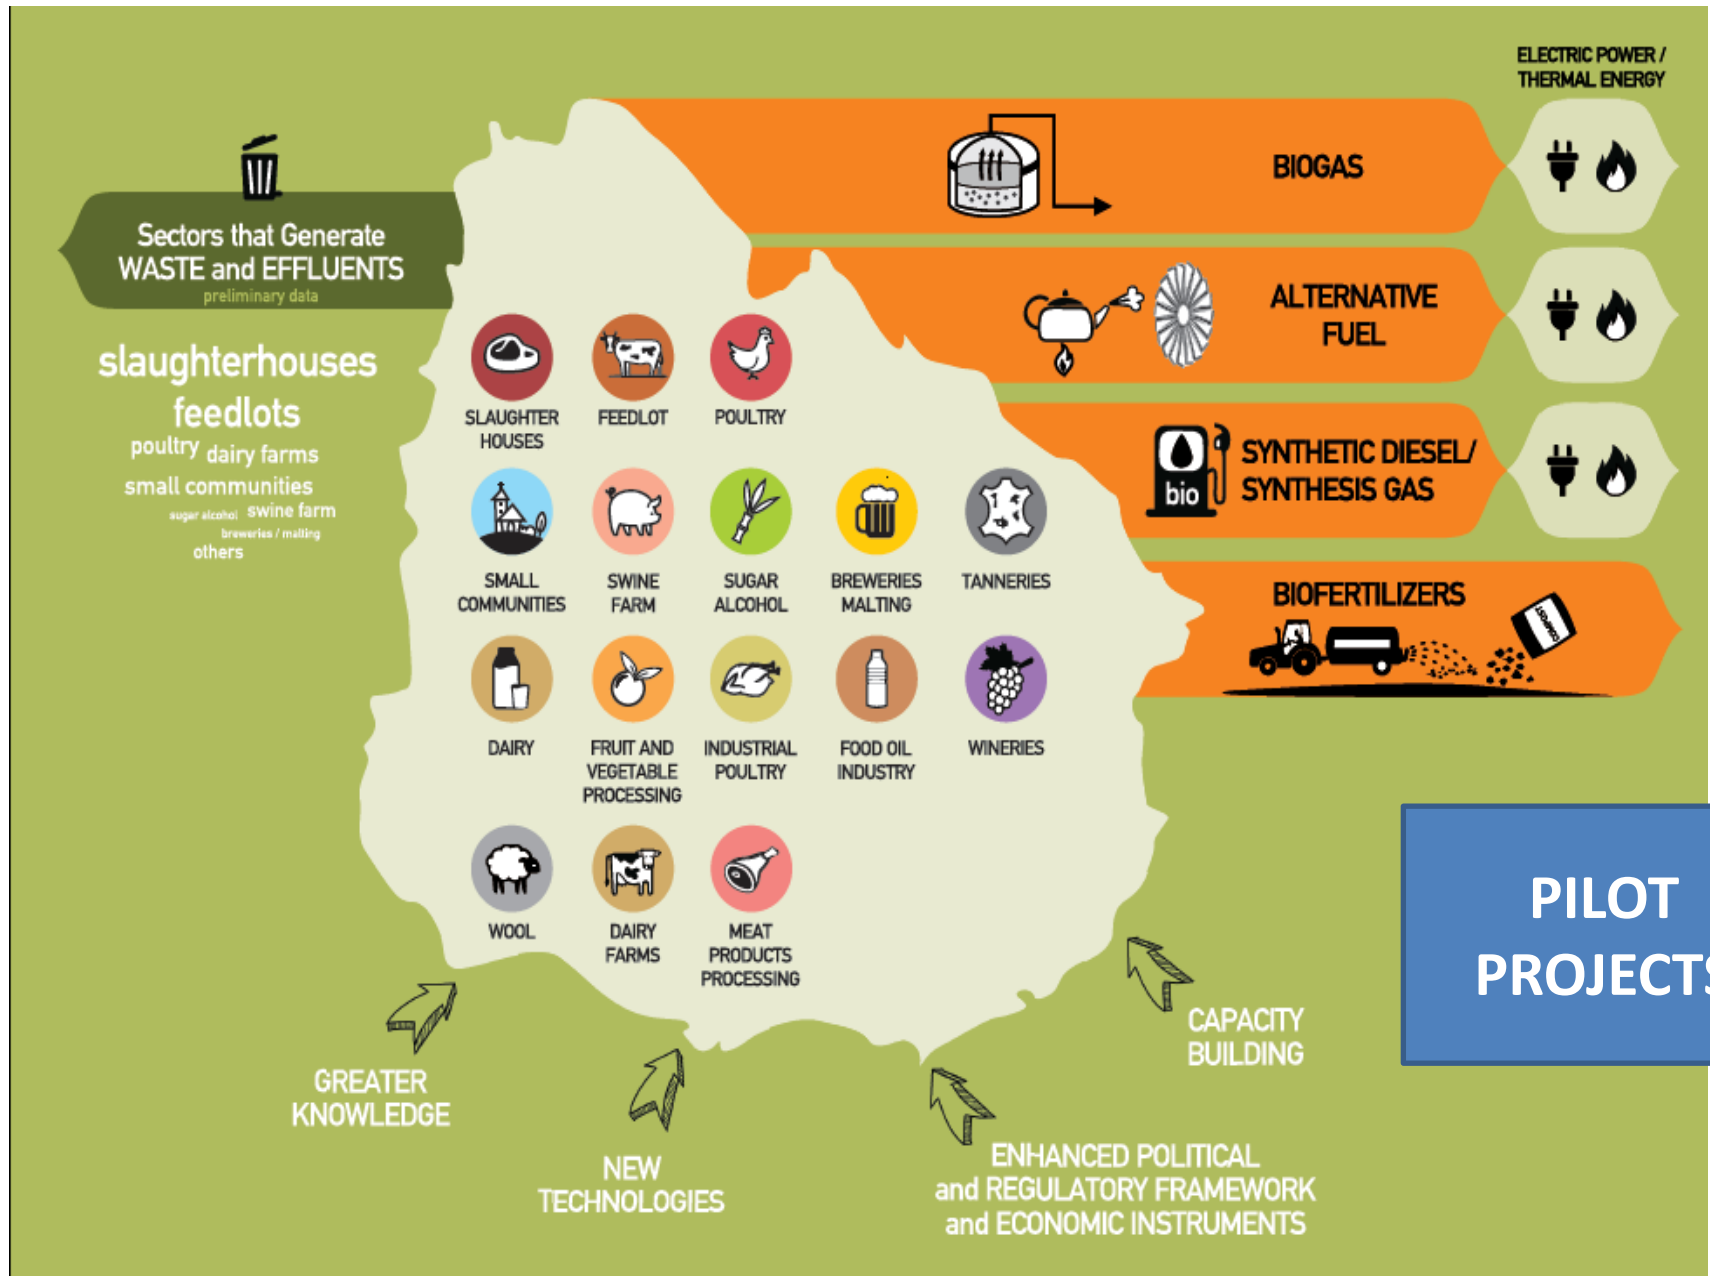 ELECTRIC POWER /
THERMAL ENERGY
BIOGAS
Sectors that Generate
WASTE and EFFLUENTS
preliminary data
ALTERNATIVE
FUEL
slaughterhouses
feedlots
poultry dairy farms
small communities
sugar alcohol swine farm
breweries / malting
others
SLAUGHTER
HOUSES
FEEDLOT
POULTRY
bio
SYNTHETIC DIESEL/
SYNTHESIS GAS
SMALL
COMMUNITIES
SWINE
FARM
SUGAR
ALCOHOL
BREWERIES
MALTING
TANNERIES
BIOFERTILIZERS
COMPOST
DAIRY
FRUIT AND
VEGETABLE
PROCESSING
INDUSTRIAL
POULTRY
FOOD OIL
INDUSTRY
WINERIES
WOOL
DAIRY
FARMS
MEAT
PRODUCTS
PROCESSING
PILOT
PROJECTS
GREATER
KNOWLEDGE
NEW
TECHNOLOGIES
ENHANCED POLITICAL
and REGULATORY FRAMEWORK
and ECONOMIC INSTRUMENTS
CAPACITY
BUILDING